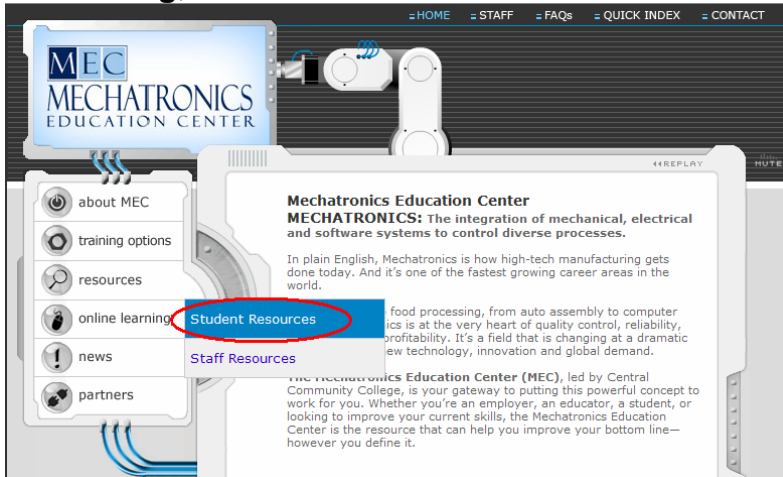 HOME STAFF FAQs QUICK INDEX CONTACT
MEC
MECHATRONICS
EDUCATION CENTER
REPLAY
MUTE
about MEC
training options
resources
online learning
news
partners
Student Resources
Staff Resources
Mechatronics Education Center
MECHATRONICS: The integration of mechanical, electrical
and software systems to control diverse processes.
In plain English, Mechatronics is how high-tech manufacturing gets
done today. And it's one of the fastest growing career areas in the
world.
food processing, from auto assembly to computer
ics is at the very heart of quality control, reliability,
rofitability. It's a field that is changing at a dramatic
ew technology, innovation and global demand.
The Mechatronics Education Center (MEC), led by Central
Community College, is your gateway to putting this powerful concept to
work for you. Whether you're an employer, an educator, a student, or
looking to improve your current skills, the Mechatronics Education
Center is the resource that can help you improve your bottom line—
however you define it.